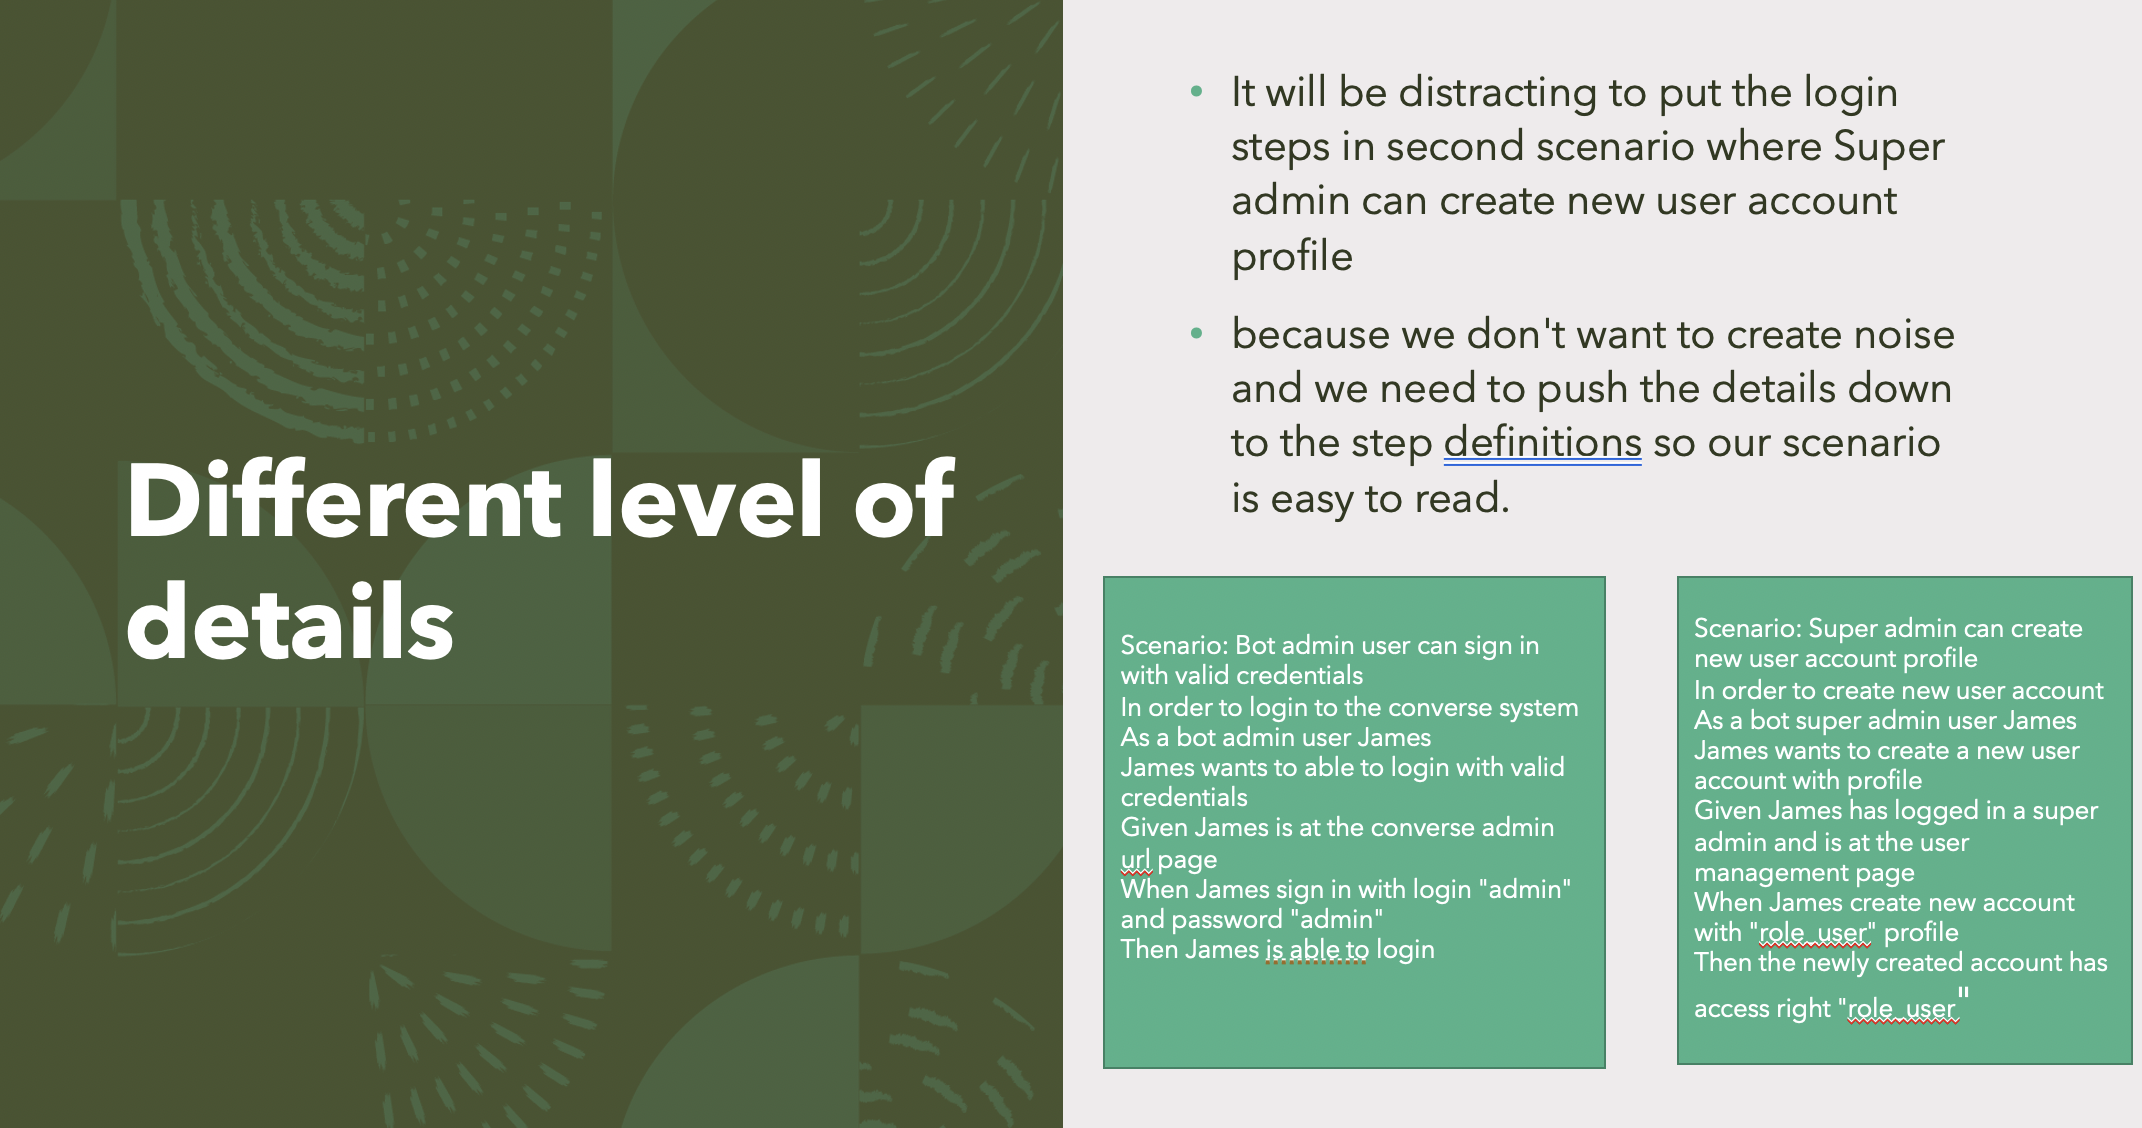 Different level of
details
It will be distracting to put the login
steps in second scenario where Super
admin can create new user account
profile
because we don't want to create noise
and we need to push the details down
to the step definitions so our scenario
is easy to read.
Scenario: Bot admin user can sign in
with valid credentials
In order to login to the converse system
As a bot admin user James
James wants to able to login with valid
credentials
Given James is at the converse admin
url page
When James sign in with login "admin"
and password "admin"
Then James is able to login
Scenario: Super admin can create
new user account profile
In order to create new user account
As a bot super admin user James
James wants to create a new user
account with profile
Given James has logged in a super
admin and is at the user
management page
When James create new account
with "role_user" profile
Then the newly created account has
access right "role_user"